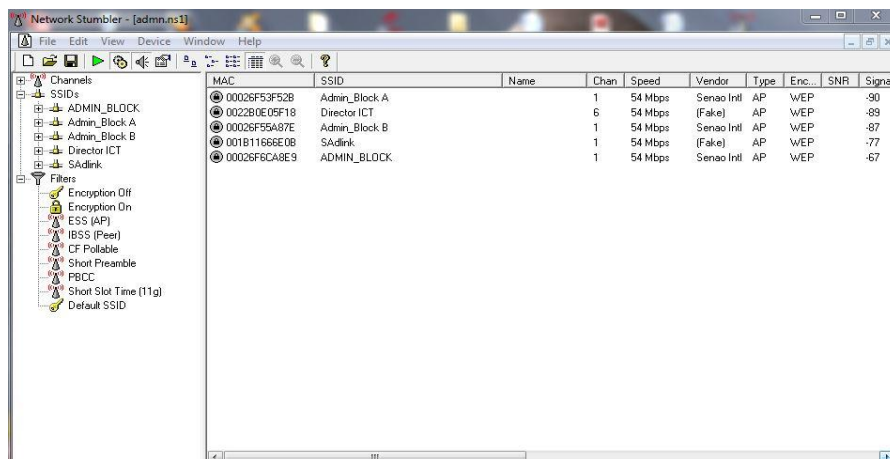 Network Stumbler - [admn.ns1]
File Edit View Device Window Help
Channels
SSIDs
ADMIN_BLOCK
Admin_Block A
Admin_Block B
Director ICT
SAdlink
Filters
Encryption Off
Encryption On
ESS (AP)
IBSS (Peer)
CF Pollable
Short Preamble
PBCC
Short Slot Time (11g)
Default SSID
MAC SSID Name Chan Speed Vendor Type Enc... SNR Signa
00026F53F52B Admin_Block A 1 54 Mbps Senao Intl AP WEP -90
0022B0E05F18 Director ICT 6 54 Mbps (Fake) AP WEP -89
00026F55A87E Admin_Block B 1 54 Mbps Senao Intl AP WEP -87
001B11666E0B SAdlink 1 54 Mbps (Fake) AP WEP -77
00026F6CA8E9 ADMIN_BLOCK 1 54 Mbps Senao Intl AP WEP -67